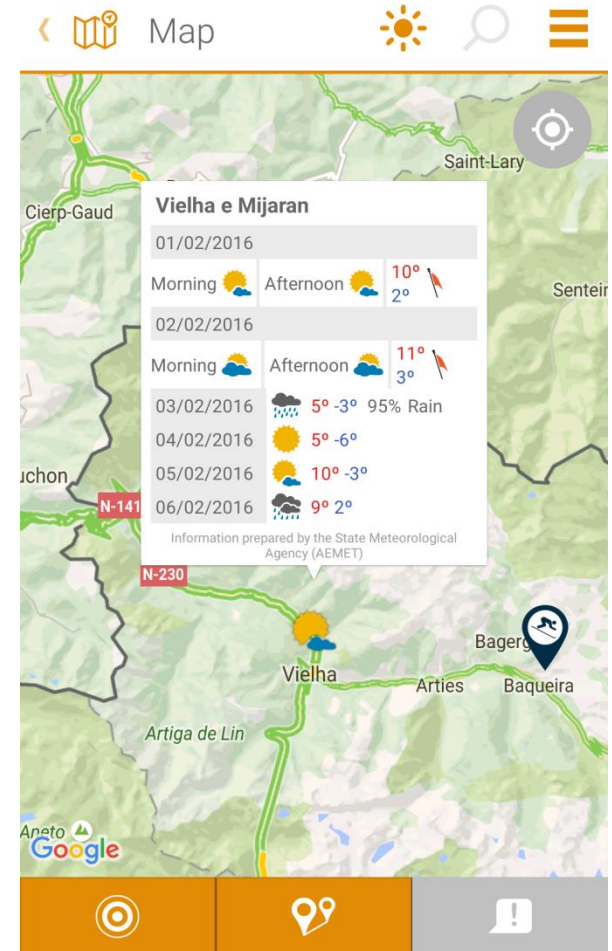 Map
Saint-Lary
Cierp-Gaud
Vielha e Mijaran
01/02/2016
Morning Afternoon 10º
2º
Sentein
02/02/2016
Morning Afternoon 11º
3º
03/02/2016 5º -3º 95% Rain
04/02/2016 5º -6º
05/02/2016 10º -3º
06/02/2016 9º 2º
Information prepared by the State Meteorological
Agency (AEMET)
uchon
N-141
N-230
Bagerg
Vielha
Arties Baqueira
Artiga de Lin
Aneto
Google